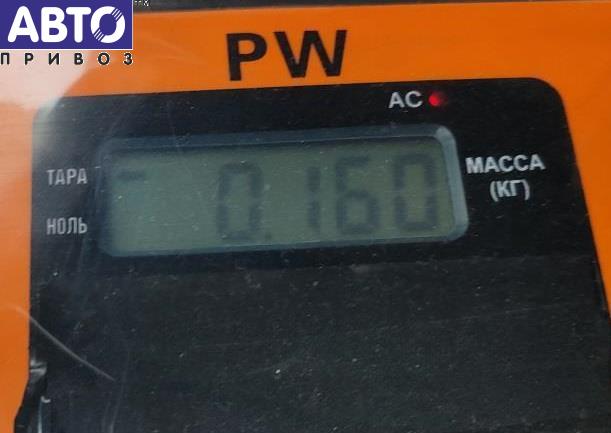 АВТО
ПРИВОЗ
PW
AC
ТАРА
НОЛЬ
0.160
МАССА
(КГ)